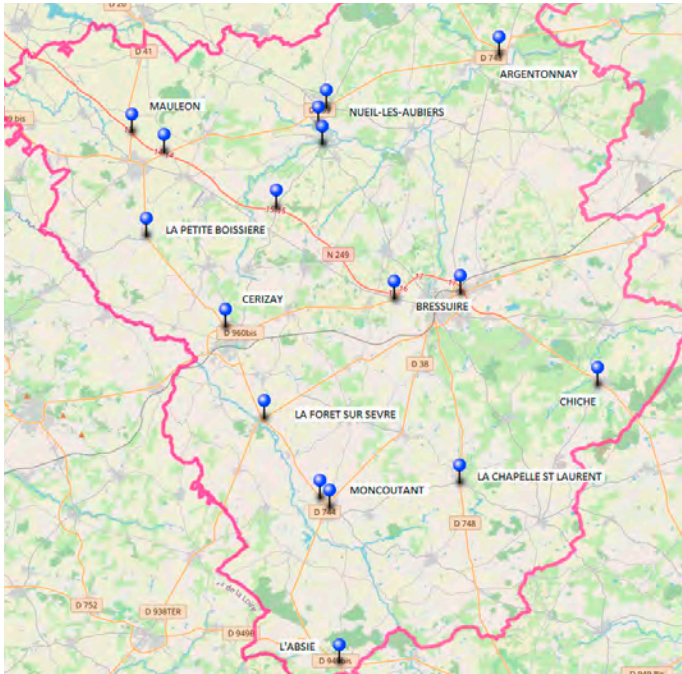 D 20
D 41
D 748
ARGENTONNAY
MAULEON
NUEIL-LES-AUBIERS
LA PETITE BOISSIERE
N 249
CERIZAY
BRESSUIRE
D 960bis
D 38
CHICHE
LA FORET SUR SEVRE
LA CHAPELLE ST LAURENT
MONCOUTANT
D 744
D 748
D 752
D 938TER
D 949B
L'ABSIE
D 949bis